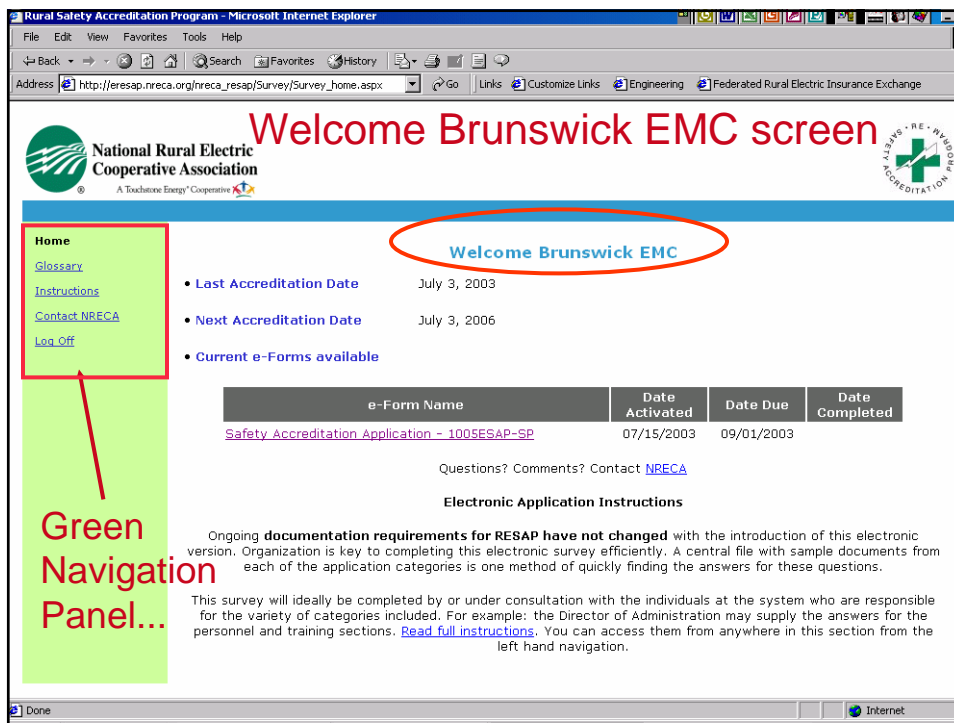 Rural Safety Accreditation Program - Microsoft Internet Explorer
File Edit View Favorites Tools Help
Back Search Favorites History
Address http://eresap.nreca.org/nreca_resap/Survey/Survey_home.aspx Go Links Customize Links Engineering Federated Rural Electric Insurance Exchange
Welcome Brunswick EMC screen
National Rural Electric
Cooperative Association
A Touchstone Energy® Cooperative
®
SAFETY ACCREDITATION PROGRAM · RE ·
Welcome Brunswick EMC
Home
Glossary
Instructions
Contact NRECA
Log Off
• Last Accreditation Date July 3, 2003
• Next Accreditation Date July 3, 2006
• Current e-Forms available
e-Form Name Date Activated Date Due Date Completed
Safety Accreditation Application - 1005ESAP-SP 07/15/2003 09/01/2003
Questions? Comments? Contact NRECA
Electronic Application Instructions
Green
Navigation
Panel...
Ongoing documentation requirements for RESAP have not changed with the introduction of this electronic
version. Organization is key to completing this electronic survey efficiently. A central file with sample documents from
each of the application categories is one method of quickly finding the answers for these questions.
This survey will ideally be completed by or under consultation with the individuals at the system who are responsible
for the variety of categories included. For example: the Director of Administration may supply the answers for the
personnel and training sections. Read full instructions. You can access them from anywhere in this section from the
left hand navigation.
Done Internet